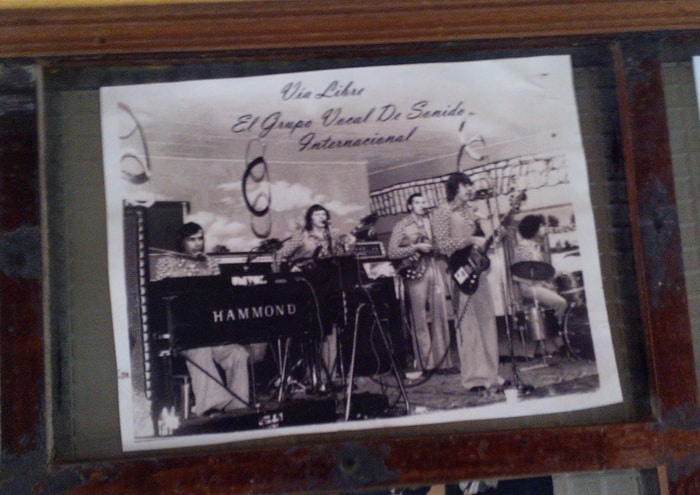 Via Libre
El Grupo Vocal De Sonido
Internacional
HAMMOND